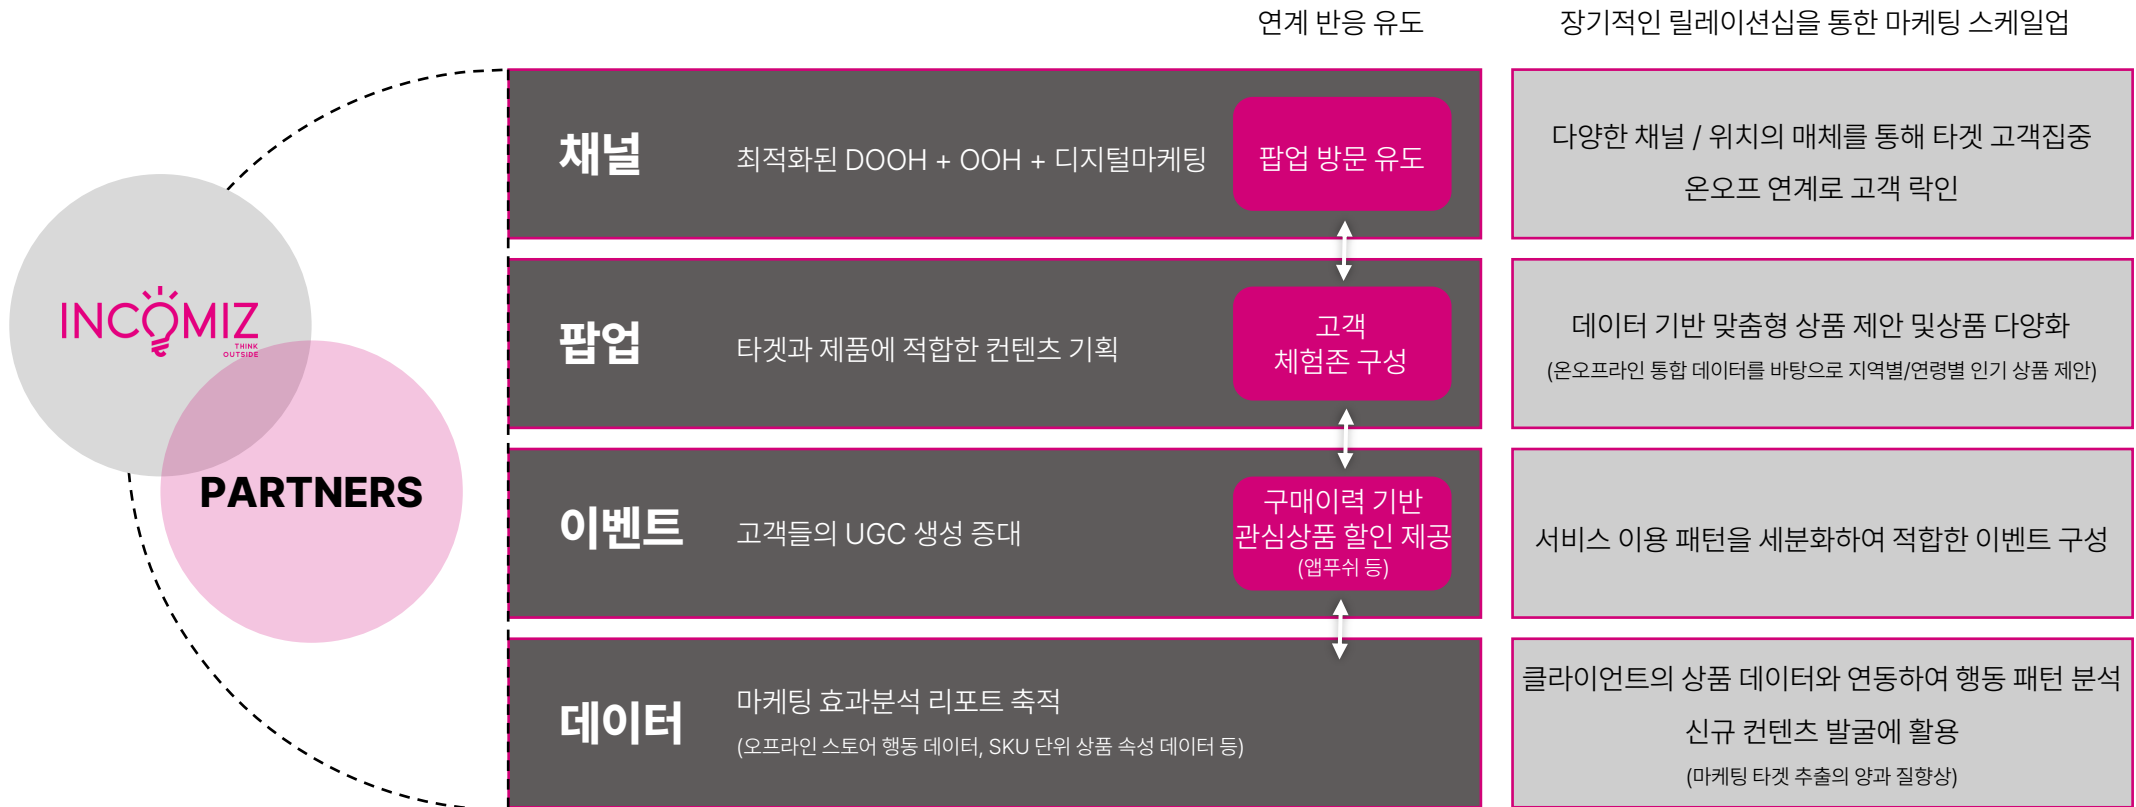 연계 반응 유도
장기적인 릴레이션십을 통한 마케팅 스케일업
채널
최적화된 DOOH + OOH + 디지털마케팅
팝업 방문 유도
다양한 채널 / 위치의 매체를 통해 타겟 고객집중
온오프 연계로 고객 락인
INCOMIZ
THINK
OUTSIDE
PARTNERS
팝업
타겟과 제품에 적합한 컨텐츠 기획
고객
체험존 구성
데이터 기반 맞춤형 상품 제안 및상품 다양화
(온오프라인 통합 데이터를 바탕으로 지역별/연령별 인기 상품 제안)
이벤트
고객들의 UGC 생성 증대
구매이력 기반
관심상품 할인 제공
(앱푸쉬 등)
서비스 이용 패턴을 세분화하여 적합한 이벤트 구성
데이터
마케팅 효과분석 리포트 축적
(오프라인 스토어 행동 데이터, SKU 단위 상품 속성 데이터 등)
클라이언트의 상품 데이터와 연동하여 행동 패턴 분석
신규 컨텐츠 발굴에 활용
(마케팅 타겟 추출의 양과 질향상)